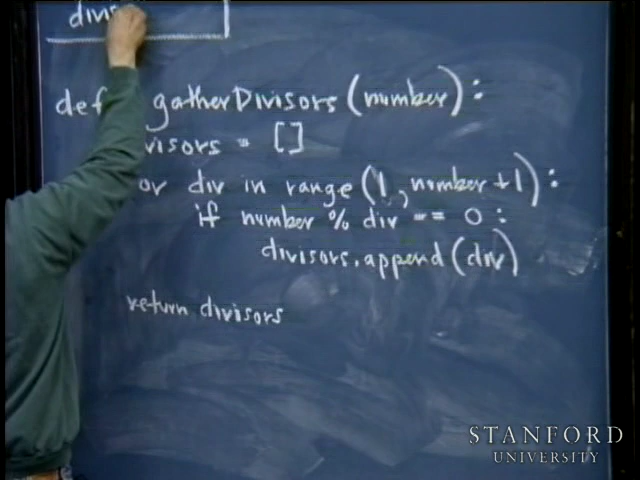 def gatherDivisors (number):
visors = []
or div in range (1, number + 1):
if number % div == 0:
divisors.append(div)
return divisors
STANFORD
UNIVERSITY